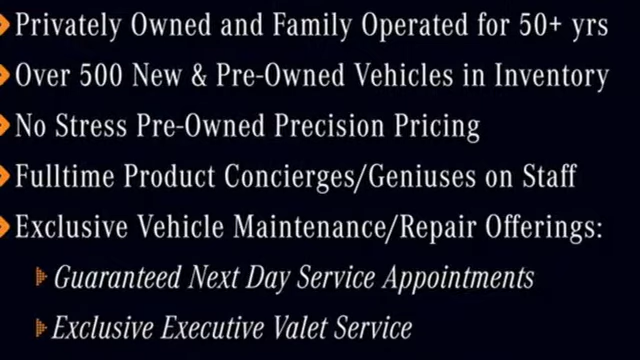 Privately Owned and Family Operated for 50+ yrs
Over 500 New & Pre-Owned Vehicles in Inventory
No Stress Pre-Owned Precision Pricing
Fulltime Product Concierges/Geniuses on Staff
Exclusive Vehicle Maintenance/Repair Offerings:
Guaranteed Next Day Service Appointments
Exclusive Executive Valet Service